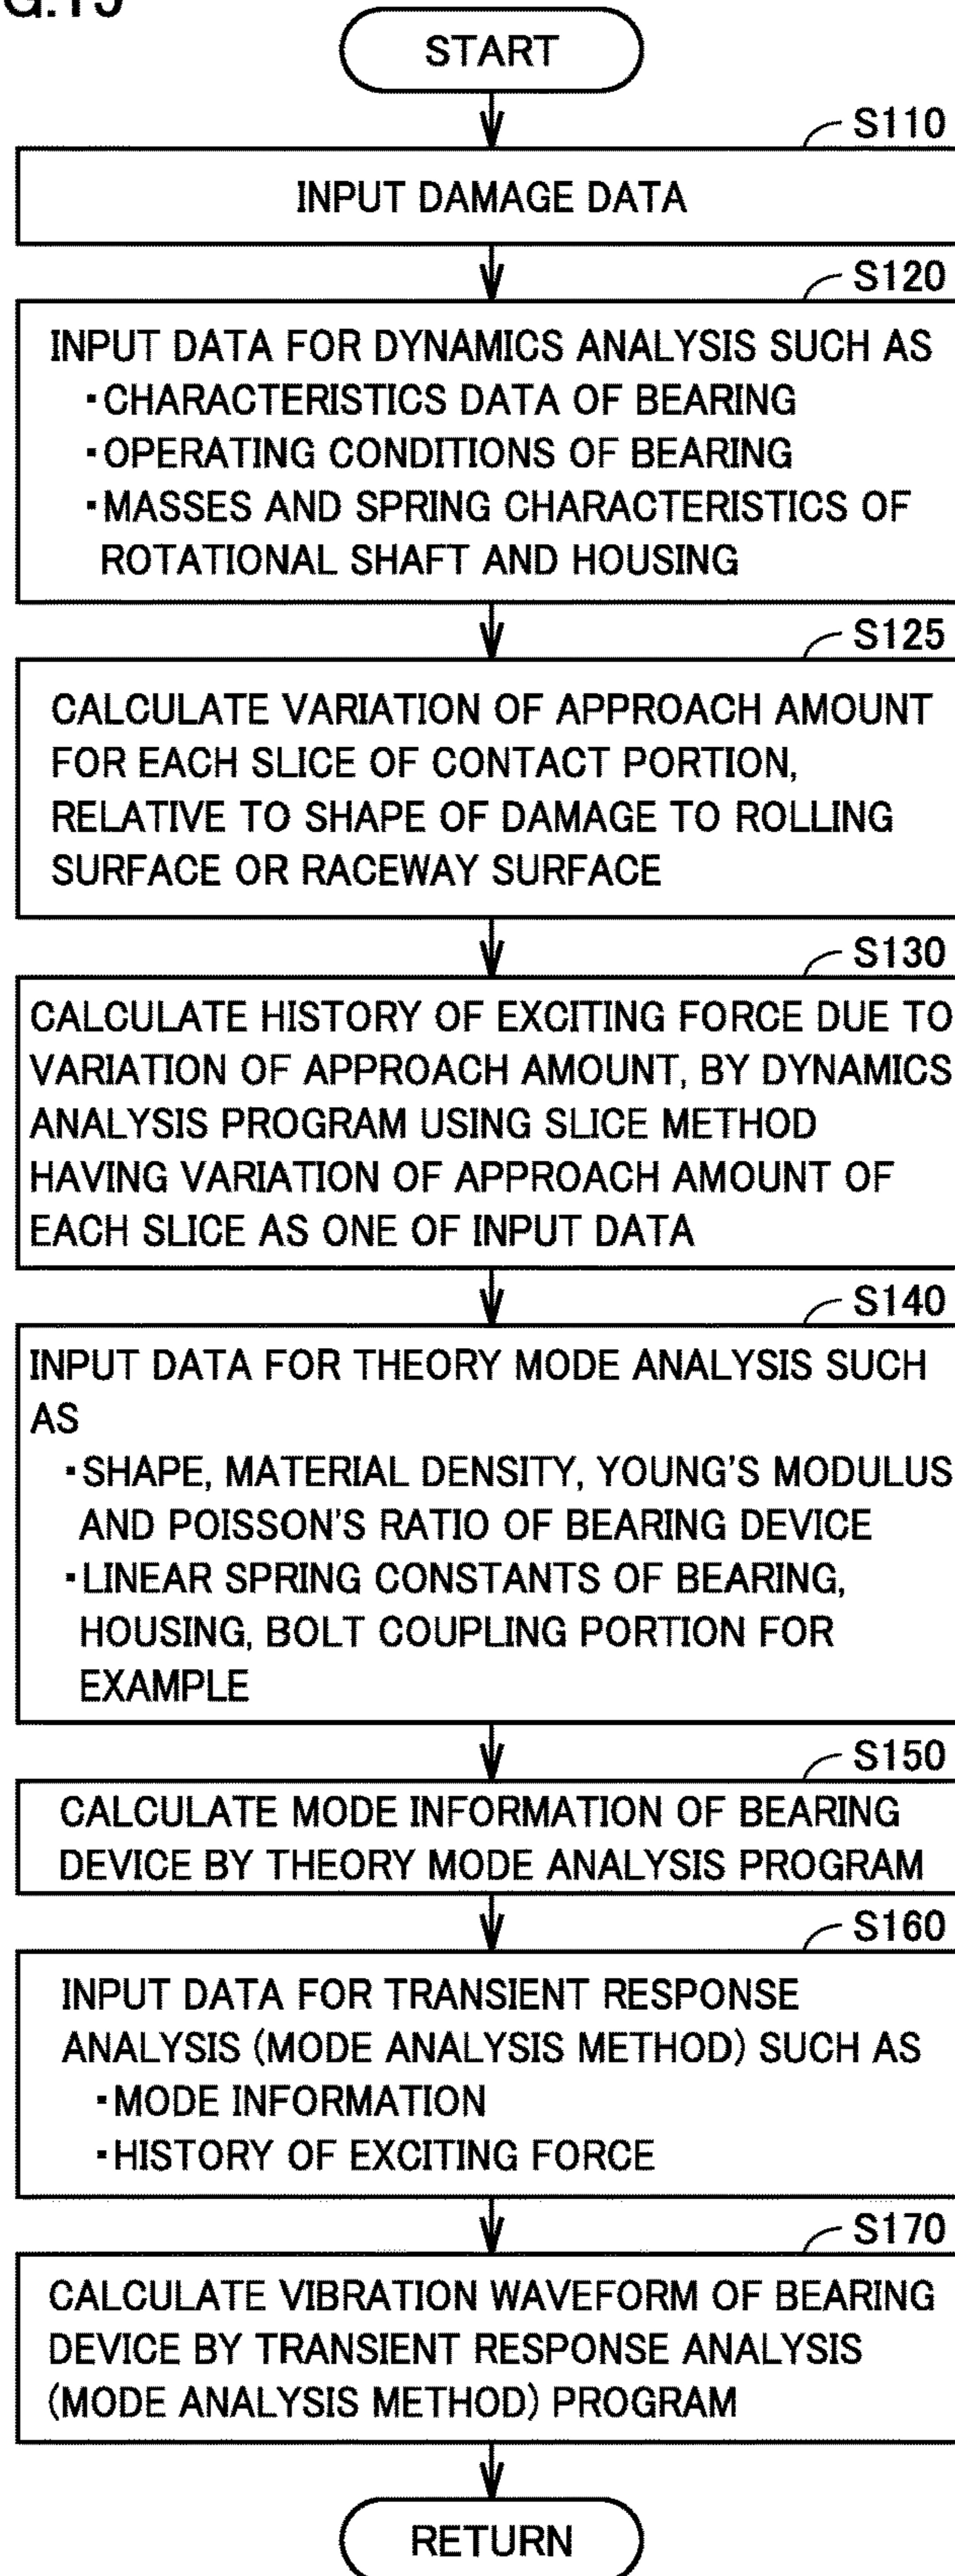 G.15
START
S110
INPUT DAMAGE DATA
S120
INPUT DATA FOR DYNAMICS ANALYSIS SUCH AS
・CHARACTERISTICS DATA OF BEARING
・OPERATING CONDITIONS OF BEARING
・MASSES AND SPRING CHARACTERISTICS OF
ROTATIONAL SHAFT AND HOUSING
S125
CALCULATE VARIATION OF APPROACH AMOUNT
FOR EACH SLICE OF CONTACT PORTION,
RELATIVE TO SHAPE OF DAMAGE TO ROLLING
SURFACE OR RACEWAY SURFACE
S130
CALCULATE HISTORY OF EXCITING FORCE DUE TO
VARIATION OF APPROACH AMOUNT, BY DYNAMICS
ANALYSIS PROGRAM USING SLICE METHOD
HAVING VARIATION OF APPROACH AMOUNT OF
EACH SLICE AS ONE OF INPUT DATA
S140
INPUT DATA FOR THEORY MODE ANALYSIS SUCH
AS
・SHAPE, MATERIAL DENSITY, YOUNG'S MODULUS
AND POISSON'S RATIO OF BEARING DEVICE
・LINEAR SPRING CONSTANTS OF BEARING,
HOUSING, BOLT COUPLING PORTION FOR
EXAMPLE
S150
CALCULATE MODE INFORMATION OF BEARING
DEVICE BY THEORY MODE ANALYSIS PROGRAM
S160
INPUT DATA FOR TRANSIENT RESPONSE
ANALYSIS (MODE ANALYSIS METHOD) SUCH AS
・MODE INFORMATION
・HISTORY OF EXCITING FORCE
S170
CALCULATE VIBRATION WAVEFORM OF BEARING
DEVICE BY TRANSIENT RESPONSE ANALYSIS
(MODE ANALYSIS METHOD) PROGRAM
RETURN